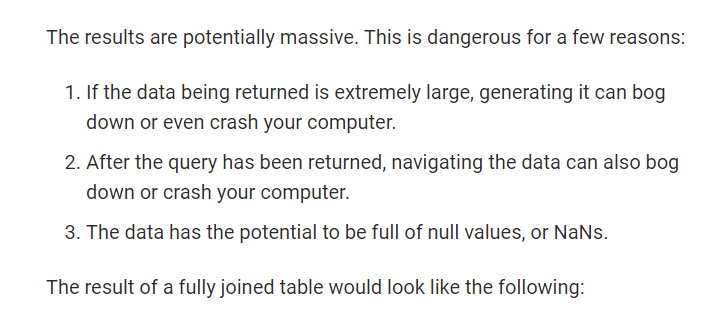 The results are potentially massive. This is dangerous for a few reasons:
1. If the data being returned is extremely large, generating it can bog
down or even crash your computer.
2. After the query has been returned, navigating the data can also bog
down or crash your computer.
3. The data has the potential to be full of null values, or NaNs.
The result of a fully joined table would look like the following: